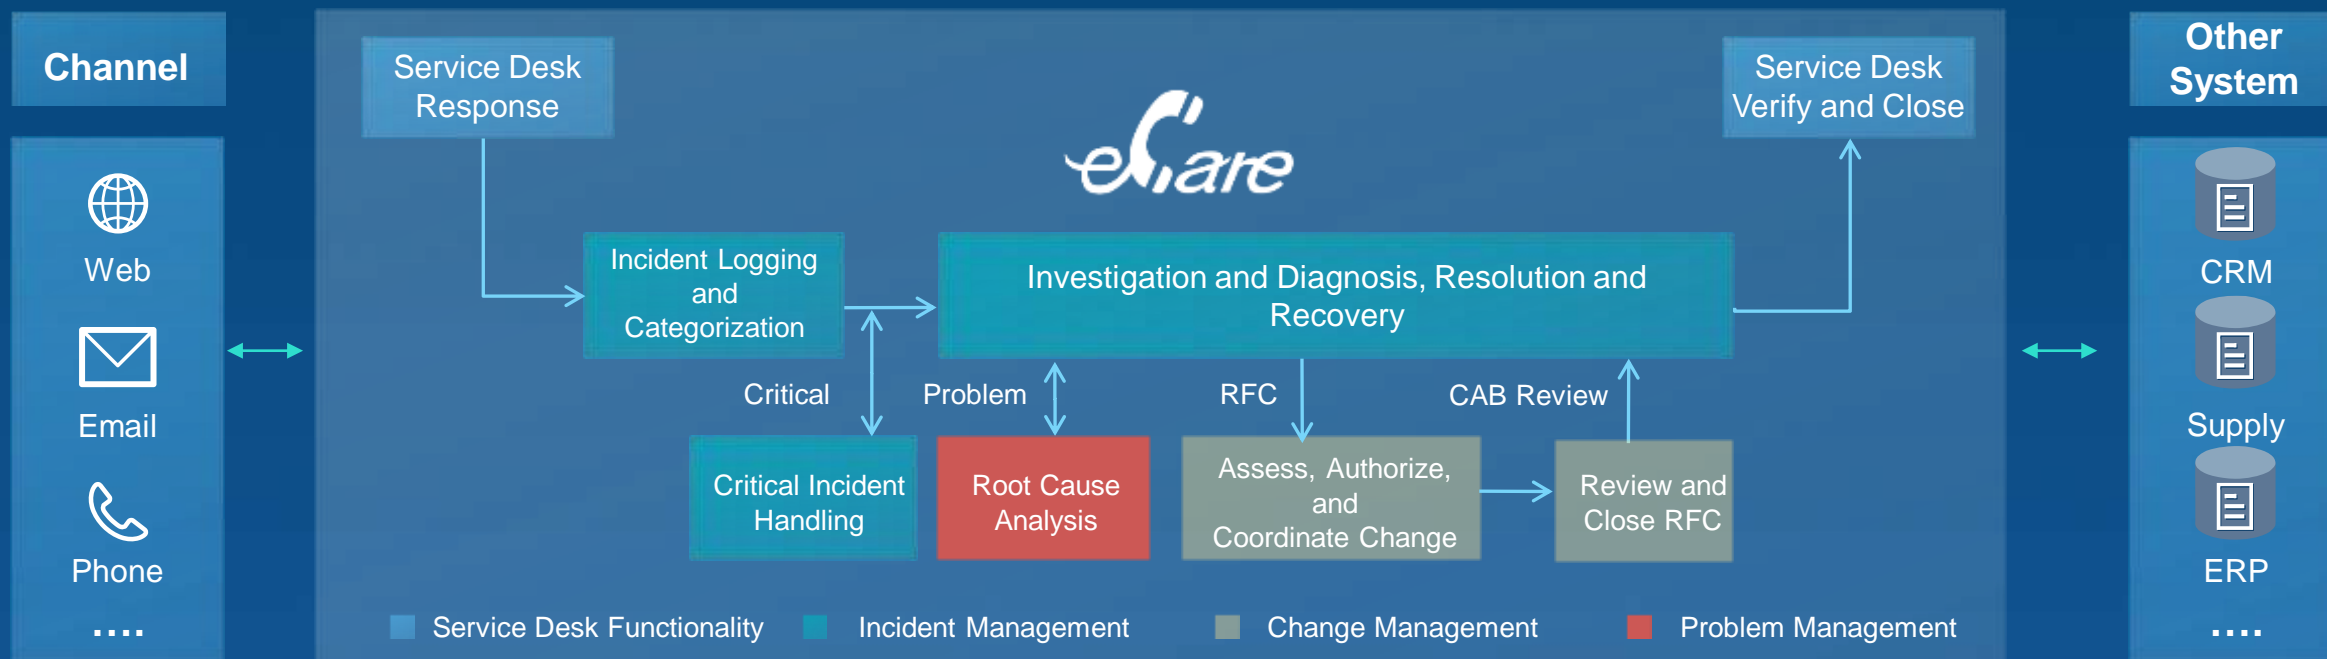 Channel
Web
Email
Phone
....
Service Desk
Response
eCare
Service Desk
Verify and Close
Incident Logging
and
Categorization
Investigation and Diagnosis, Resolution and
Recovery
Critical
Problem
RFC
CAB Review
Critical Incident
Handling
Root Cause
Analysis
Assess, Authorize,
and
Coordinate Change
Review and
Close RFC
Service Desk Functionality
Incident Management
Change Management
Problem Management
Other
System
CRM
Supply
ERP
....